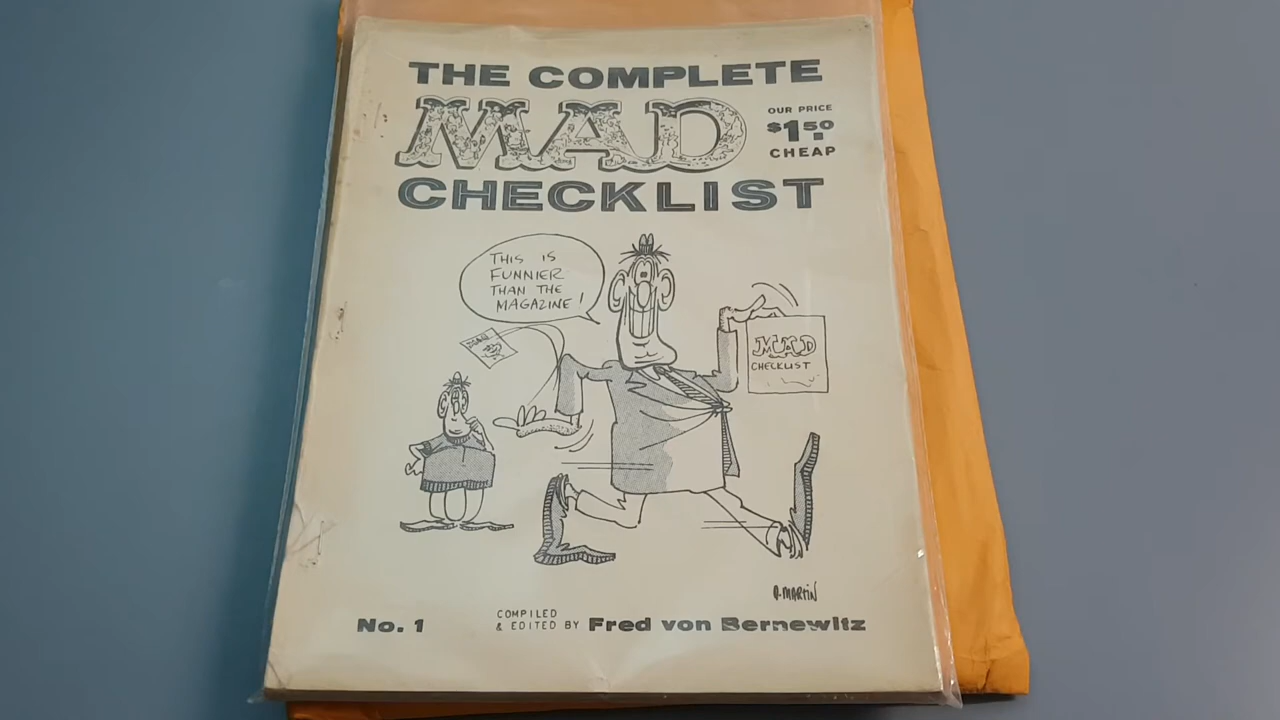 THE COMPLETE
MAD
OUR PRICE
$1.50
CHEAP
CHECKLIST
THIS IS
FUNNIER
THAN THE
MAGAZINE!
MAD
CHECKLIST
D. MARTIN
No. 1
COMPILED
& EDITED BY Fred von Bernewitz